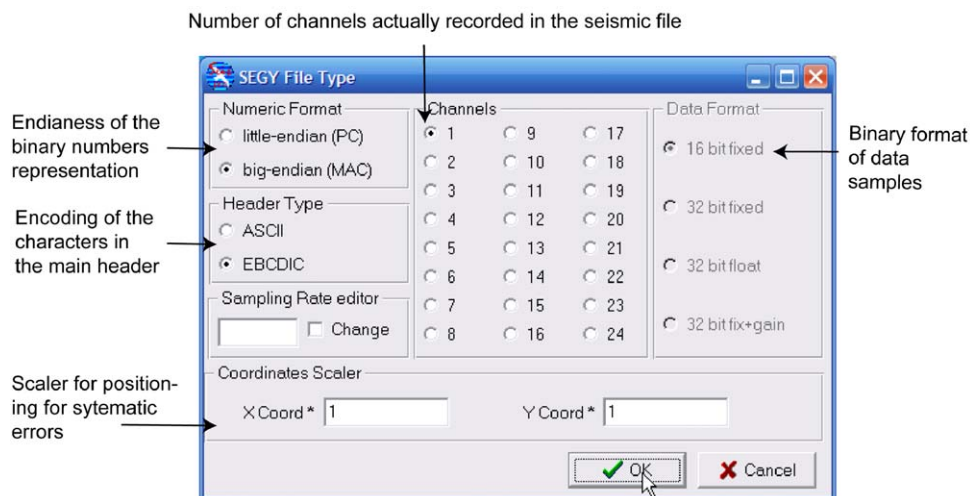 Number of channels actually recorded in the seismic file
SEGY File Type
Endianess of the
binary numbers
representation
Numeric Format
little-endian (PC)
big-endian (MAC)
Encoding of the
characters in
the main header
Header Type
ASCII
EBCDIC
Sampling Rate editor
Change
Channels
1 9 17
2 10 18
3 11 19
4 12 20
5 13 21
6 14 22
7 15 23
8 16 24
Data Format
16 bit fixed
32 bit fixed
32 bit float
32 bit fix+gain
Binary format
of data
samples
Scaler for position-
ing for sytematic
errors
Coordinates Scaler
X Coord * 1 Y Coord * 1
OK Cancel